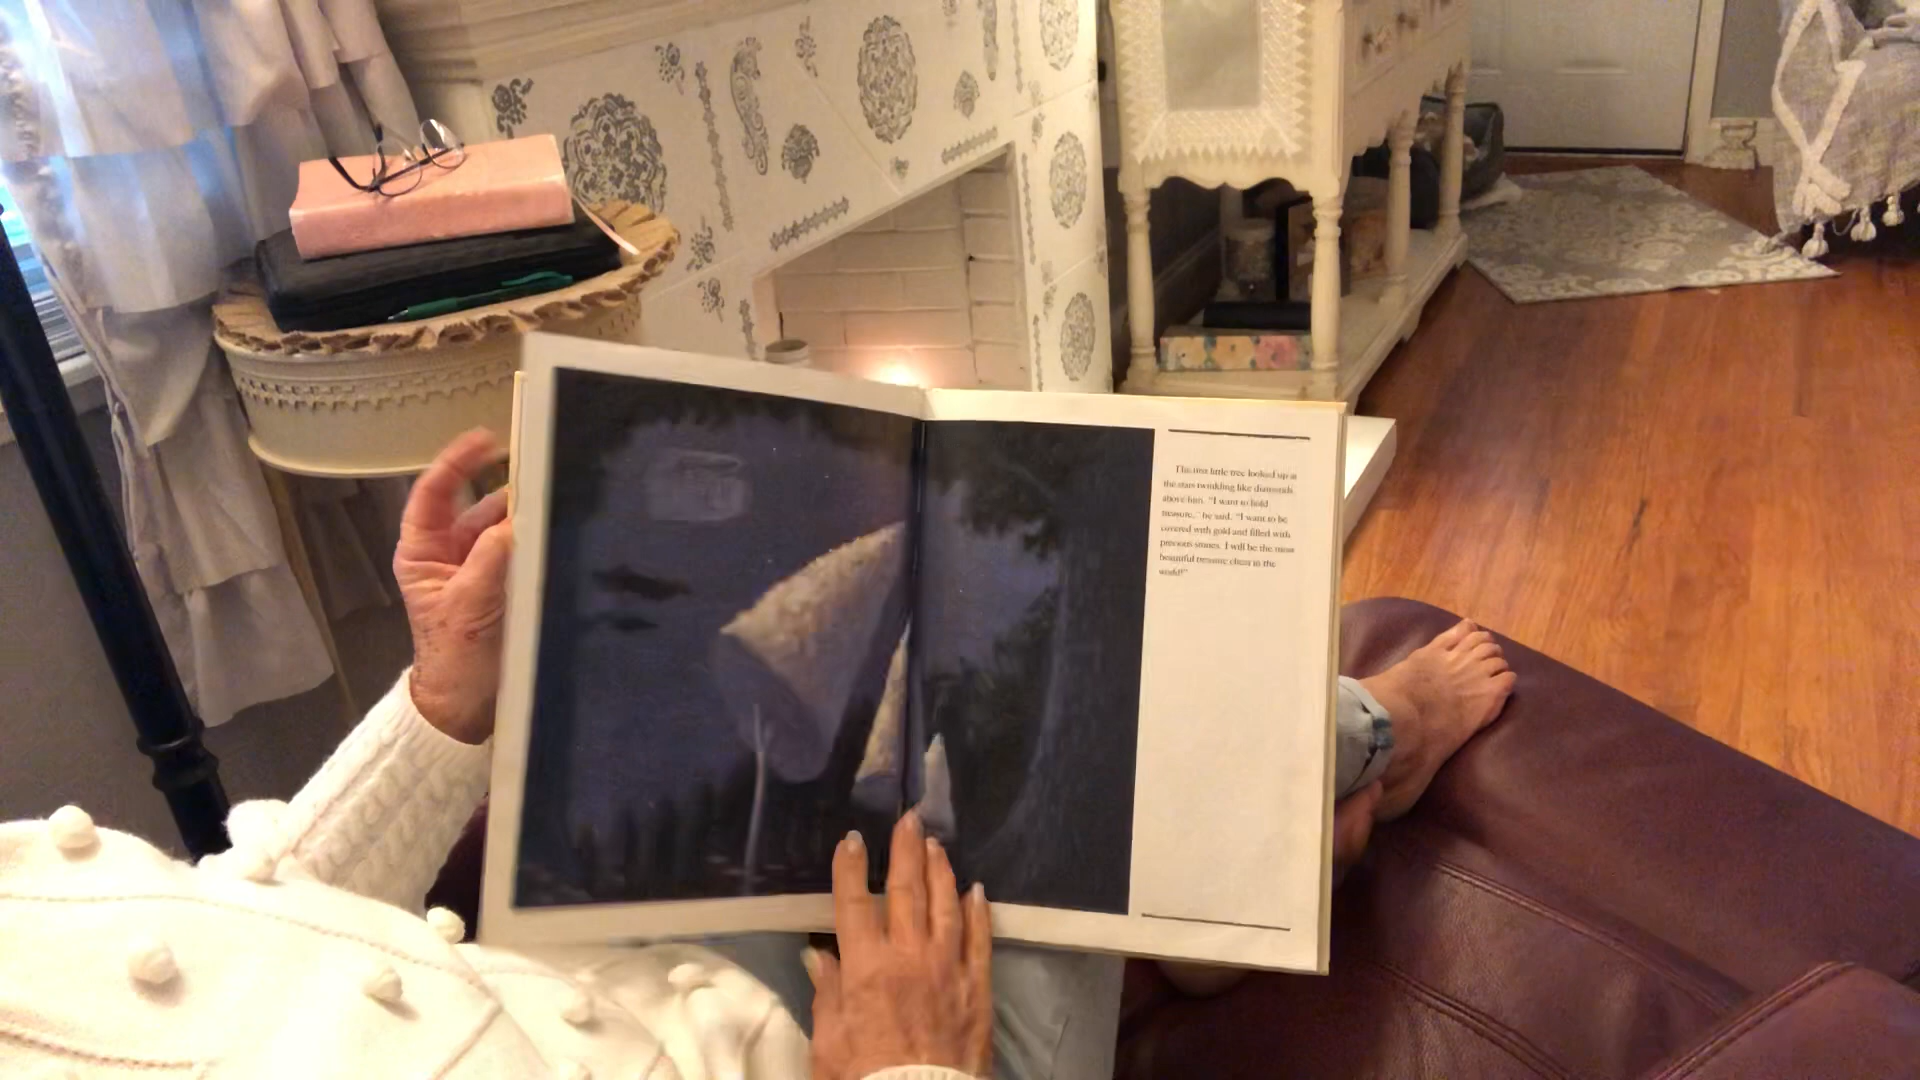 The first little tree looked up at
the stars twinkling like diamonds
above him. "I want to hold
treasure," he said. "I want to be
covered with gold and filled with
precious stones. I will be the most
beautiful treasure chest in the
world!"